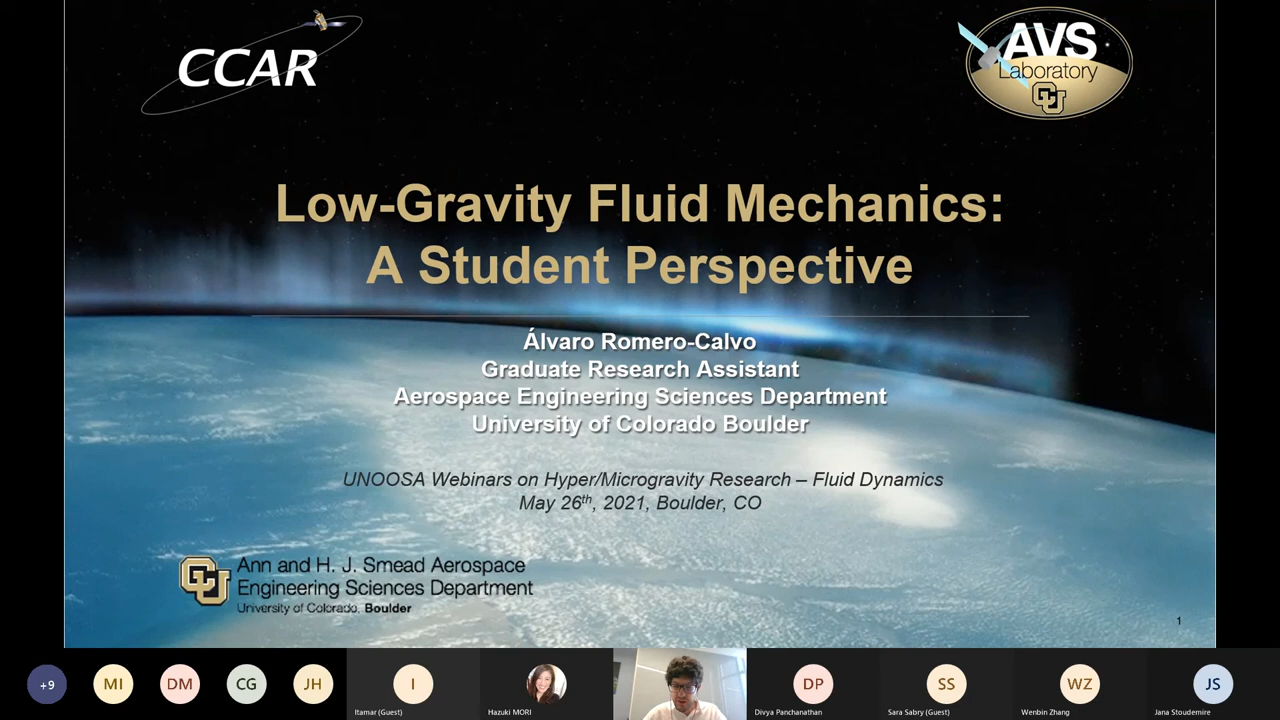 CCAR
AVS
Laboratory
CU
Low-Gravity Fluid Mechanics:
A Student Perspective
Álvaro Romero-Calvo
Graduate Research Assistant
Aerospace Engineering Sciences Department
University of Colorado Boulder
UNOOSA Webinars on Hyper/Microgravity Research – Fluid Dynamics
May 26th, 2021, Boulder, CO
CU
Ann and H. J. Smead Aerospace
Engineering Sciences Department
University of Colorado, Boulder
1
+9 MI DM CG JH I DP SS WZ JS
Itamar (Guest) Hazuki MORI Divya Panchanathan Sara Sabry (Guest) Wenbin Zhang Jana Stoudemire